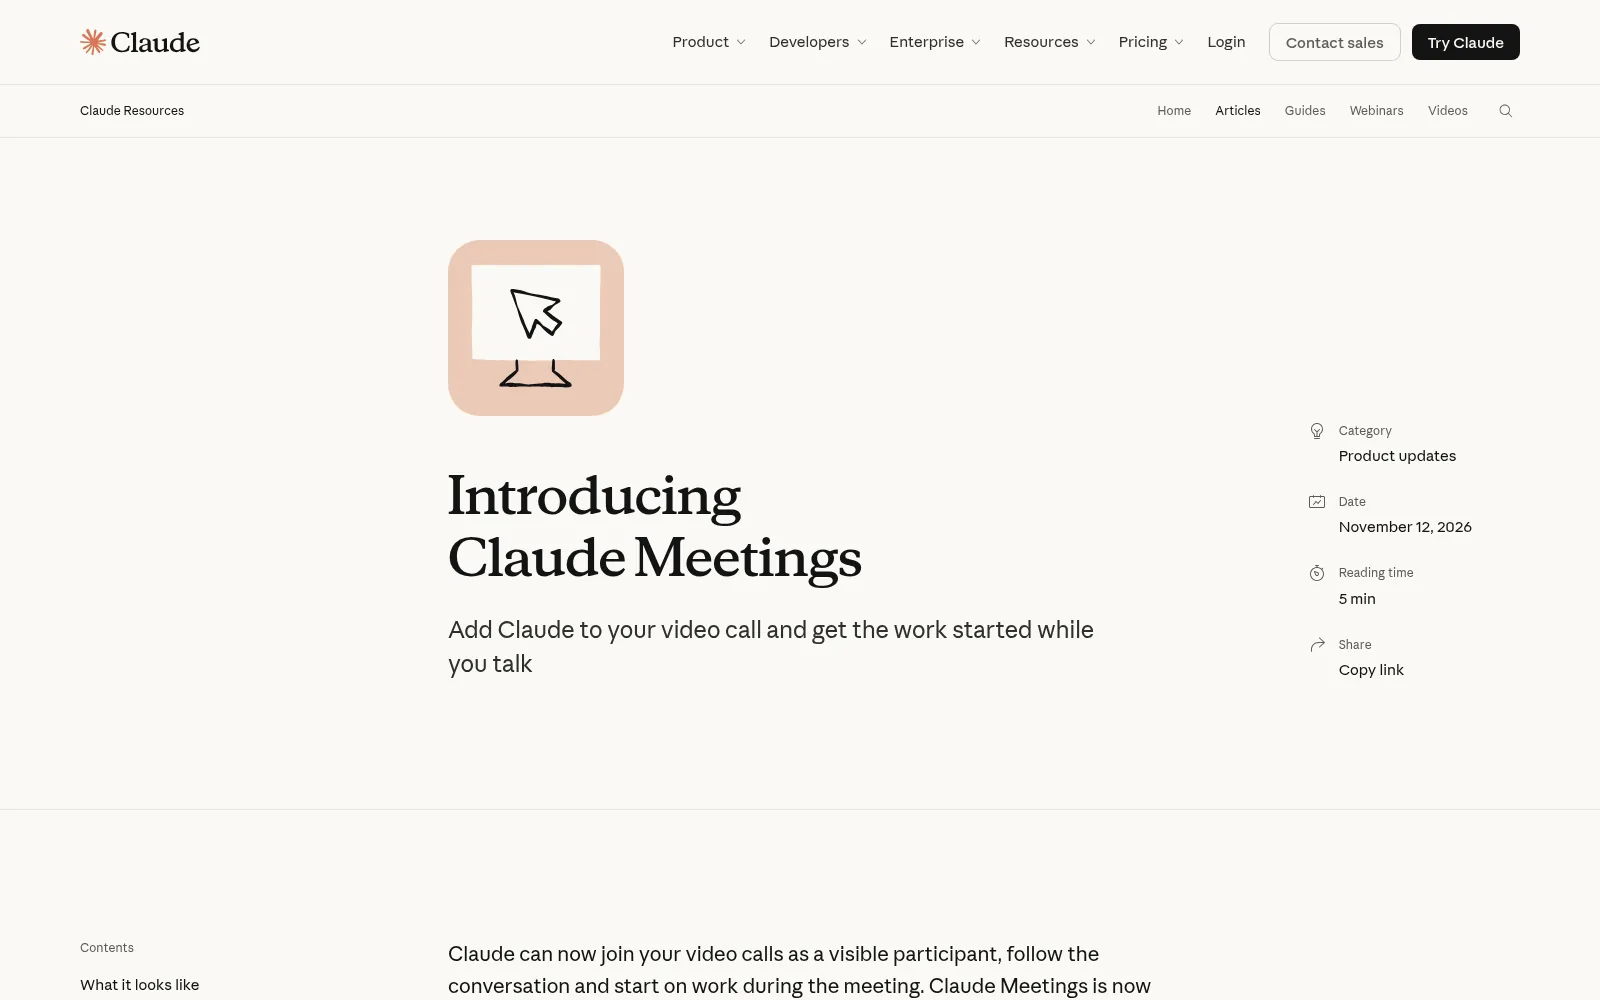 Claude
Product
Developers
Enterprise
Resources
Pricing
Login
Contact sales
Try Claude
Claude Resources
Home
Articles
Guides
Webinars
Videos
Introducing
Claude Meetings
Add Claude to your video call and get the work started while
you talk
Category
Product updates
Date
November 12, 2026
Reading time
5 min
Share
Copy link
Contents
What it looks like
Claude can now join your video calls as a visible participant, follow the
conversation and start on work during the meeting. Claude Meetings is now